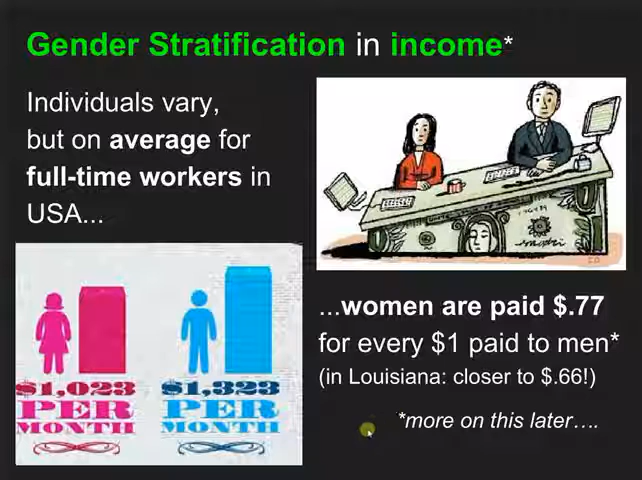 Gender Stratification in income*
Individuals vary,
but on average for
full-time workers in
USA...
$1,023
PER
MONTH
$1,323
PER
MONTH
...women are paid $.77
for every $1 paid to men*
(in Louisiana: closer to $.66!)
*more on this later….